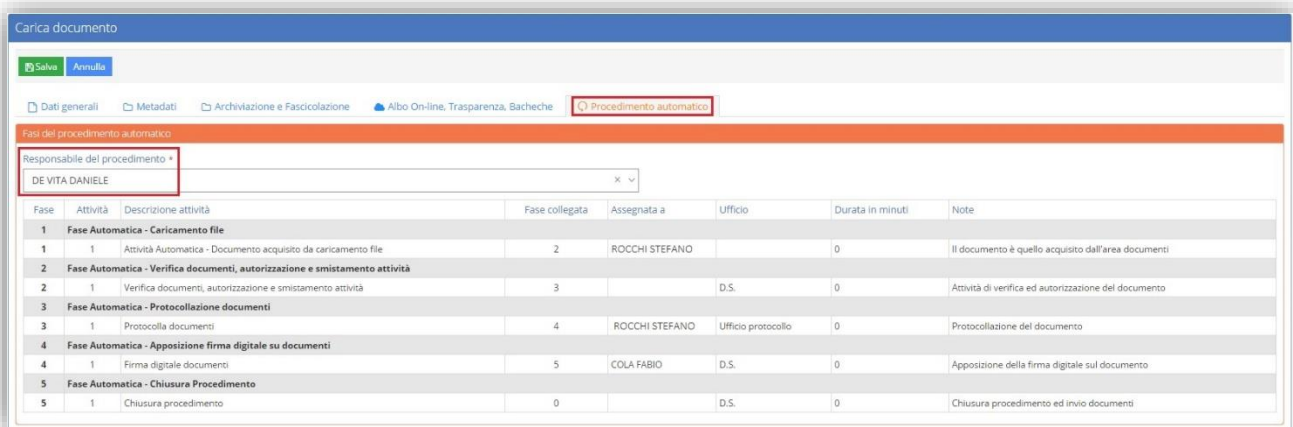 Carica documento
Salva Annulla
Dati generali Metadati Archiviazione e Fascicolazione Albo On-line, Trasparenza, Bacheche Procedimento automatico
Fasi del procedimento automatico
Responsabile del procedimento *
DE VITA DANIELE
Fase Attività Descrizione attività Fase collegata Assegnata a Ufficio Durata in minuti Note
1 Fase Automatica - Caricamento file
1 1 Attività Automatica - Documento acquisito da caricamento file 2 ROCCHI STEFANO 0 Il documento è quello acquisito dall'area documenti
2 Fase Automatica - Verifica documenti, autorizzazione e smistamento attività
2 1 Verifica documenti, autorizzazione e smistamento attività 3 D.S. 0 Attività di verifica ed autorizzazione del documento
3 Fase Automatica - Protocollazione documenti
3 1 Protocolla documenti 4 ROCCHI STEFANO Ufficio protocollo 0 Protocollazione del documento
4 Fase Automatica - Apposizione firma digitale su documenti
4 1 Firma digitale documenti 5 COLA FABIO D.S. 0 Apposizione della firma digitale sul documento
5 Fase Automatica - Chiusura Procedimento
5 1 Chiusura procedimento 0 D.S. 0 Chiusura procedimento ed invio documenti